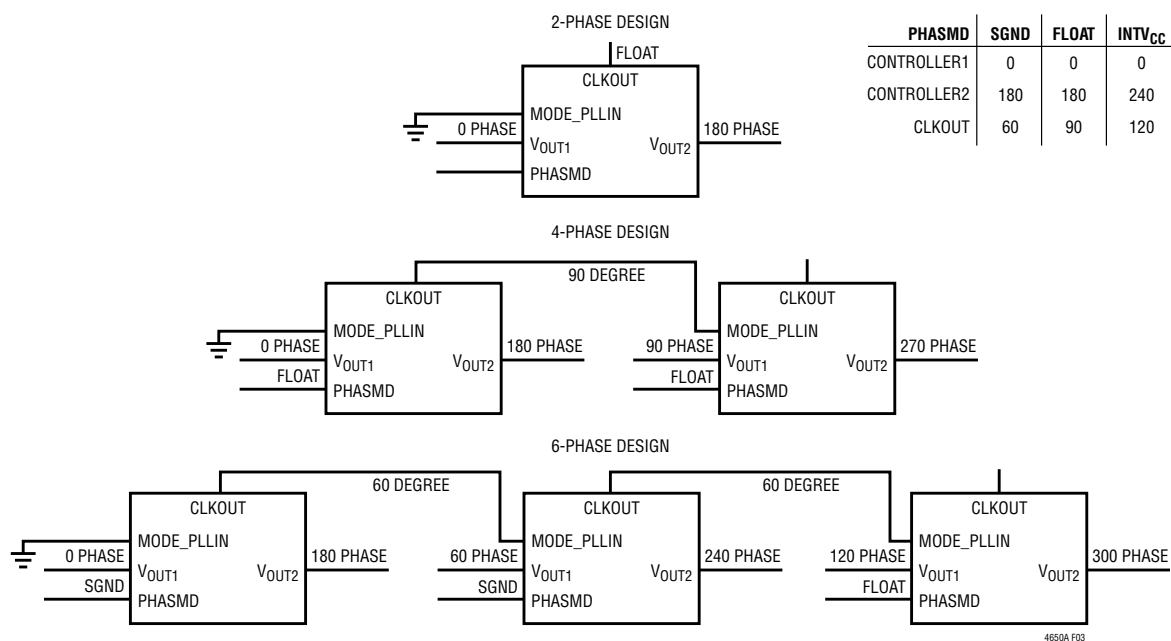 2-PHASE DESIGN
FLOAT
CLKOUT
MODE_PLLIN
0 PHASE
VOUT1
VOUT2
180 PHASE
PHASMD
PHASMD SGND FLOAT INTVCC
CONTROLLER1 0 0 0
CONTROLLER2 180 180 240
CLKOUT 60 90 120
4-PHASE DESIGN
90 DEGREE
CLKOUT
MODE_PLLIN
0 PHASE
VOUT1
VOUT2
180 PHASE
FLOAT
PHASMD
CLKOUT
MODE_PLLIN
90 PHASE
VOUT1
VOUT2
270 PHASE
FLOAT
PHASMD
6-PHASE DESIGN
60 DEGREE
60 DEGREE
CLKOUT
MODE_PLLIN
0 PHASE
VOUT1
VOUT2
180 PHASE
SGND
PHASMD
CLKOUT
MODE_PLLIN
60 PHASE
VOUT1
VOUT2
240 PHASE
SGND
PHASMD
CLKOUT
MODE_PLLIN
120 PHASE
VOUT1
VOUT2
300 PHASE
FLOAT
PHASMD
4650A F03